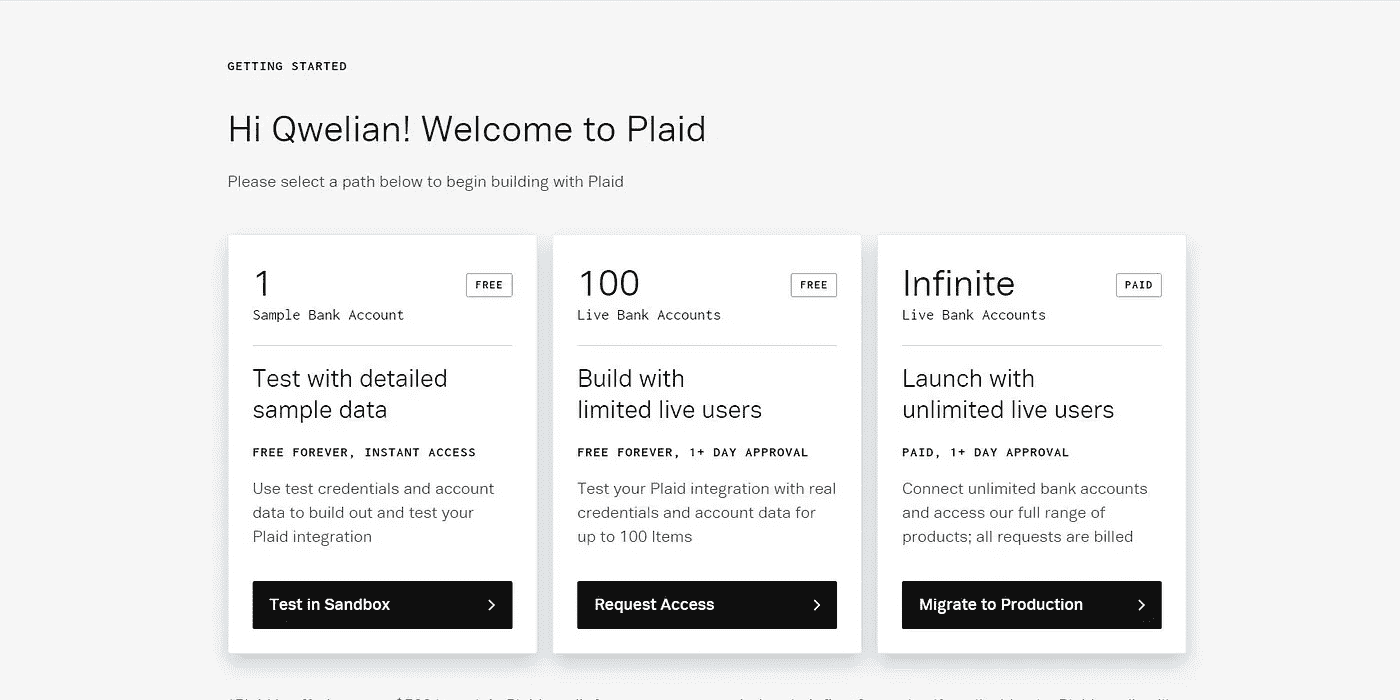 GETTING STARTED
Hi Qwelian! Welcome to Plaid
Please select a path below to begin building with Plaid
1
FREE
Sample Bank Account
Test with detailed
sample data
FREE FOREVER, INSTANT ACCESS
Use test credentials and account
data to build out and test your
Plaid integration
Test in Sandbox
100
FREE
Live Bank Accounts
Build with
limited live users
FREE FOREVER, 1+ DAY APPROVAL
Test your Plaid integration with real
credentials and account data for
up to 100 Items
Request Access
Infinite
PAID
Live Bank Accounts
Launch with
unlimited live users
PAID, 1+ DAY APPROVAL
Connect unlimited bank accounts
and access our full range of
products; all requests are billed
Migrate to Production